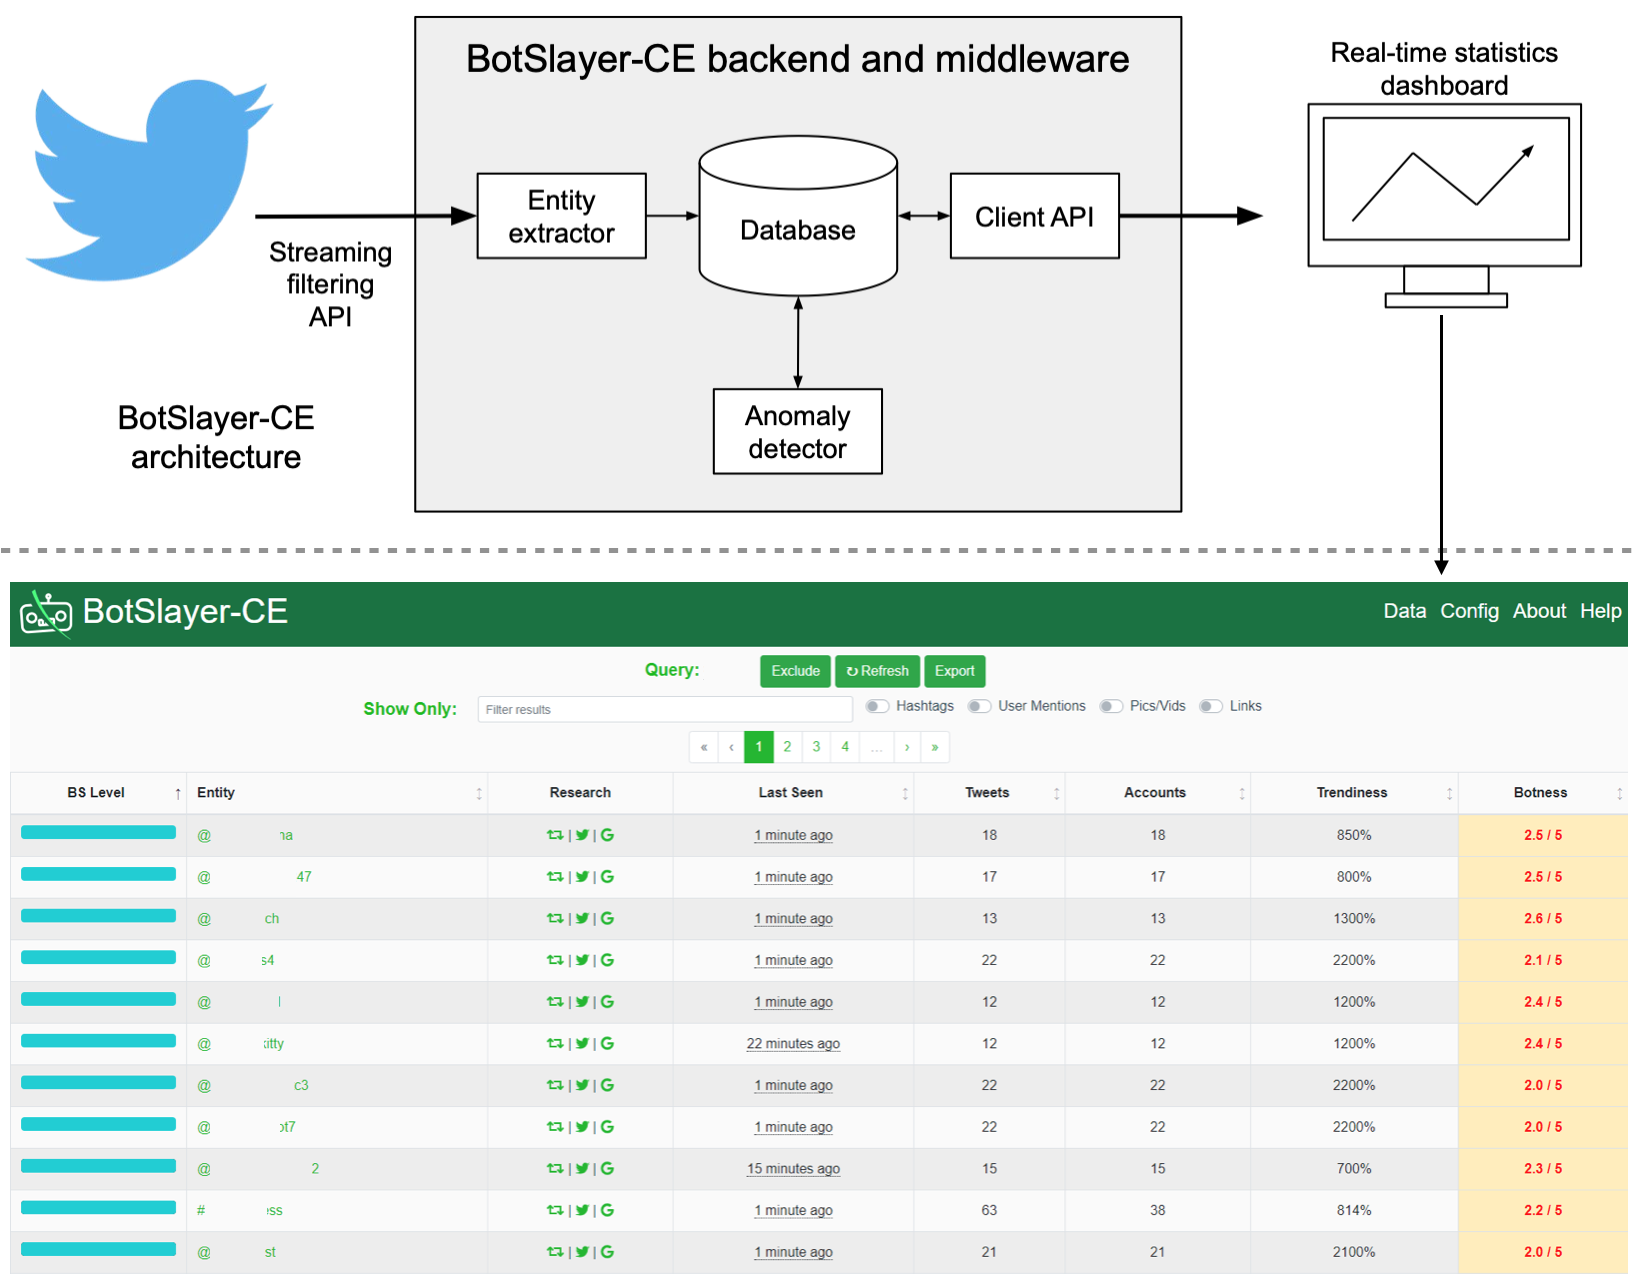 BotSlayer-CE backend and middleware
Real-time statistics
dashboard
Entity
extractor
Database
Client API
Streaming
filtering
API
Anomaly
detector
BotSlayer-CE
architecture
BotSlayer-CE
Data Config About Help
Query: Exclude ↻ Refresh Export
Show Only: Filter results Hashtags User Mentions Pics/Vids Links
« ‹ 1 2 3 4 ... › »
BS Level ↑ Entity Research Last Seen Tweets Accounts Trendiness Botness
@ na | | G 1 minute ago 18 18 850% 2.5 / 5
@ 47 | | G 1 minute ago 17 17 800% 2.5 / 5
@ ch | | G 1 minute ago 13 13 1300% 2.6 / 5
@ s4 | | G 1 minute ago 22 22 2200% 2.1 / 5
@ | | G 1 minute ago 12 12 1200% 2.4 / 5
@ itty | | G 22 minutes ago 12 12 1200% 2.4 / 5
@ c3 | | G 1 minute ago 22 22 2200% 2.0 / 5
@ ot7 | | G 1 minute ago 22 22 2200% 2.0 / 5
@ 2 | | G 15 minutes ago 15 15 700% 2.3 / 5
# ess | | G 1 minute ago 63 38 814% 2.2 / 5
@ st | | G 1 minute ago 21 21 2100% 2.0 / 5